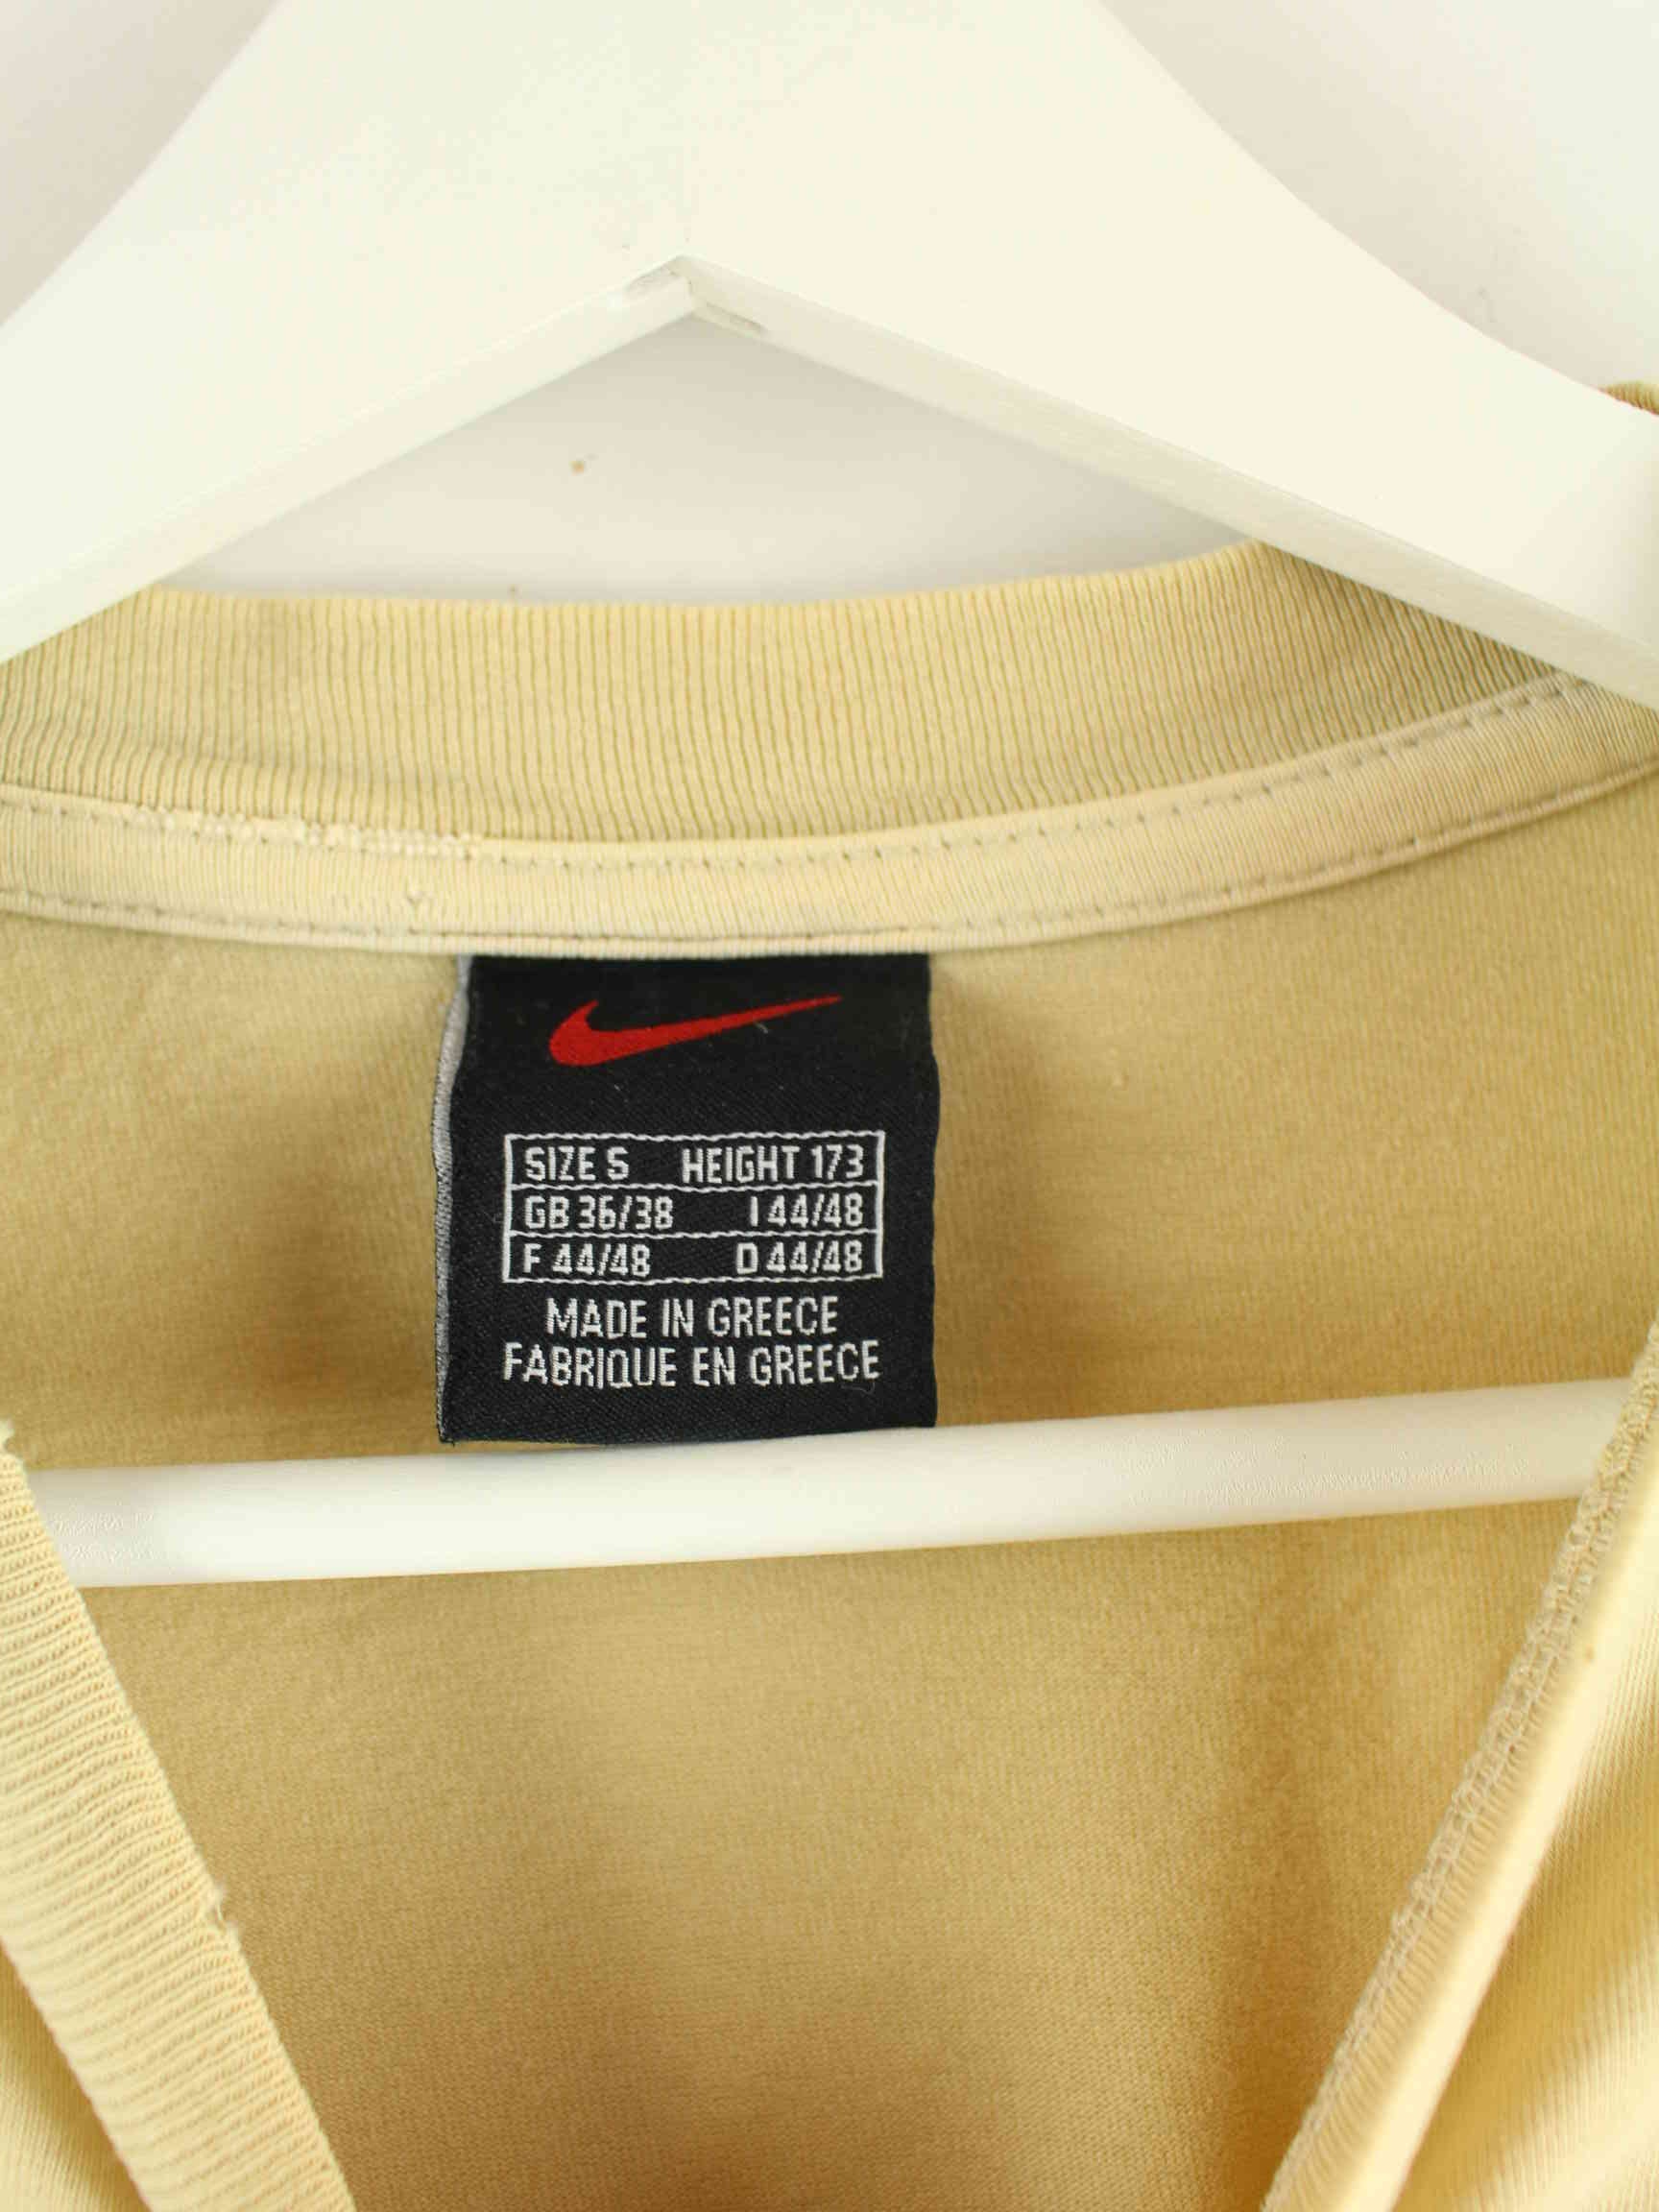 SIZE S HEIGHT 173
GB 36/38 I 44/48
F 44/48 D 44/48
MADE IN GREECE
FABRIQUE EN GREECE